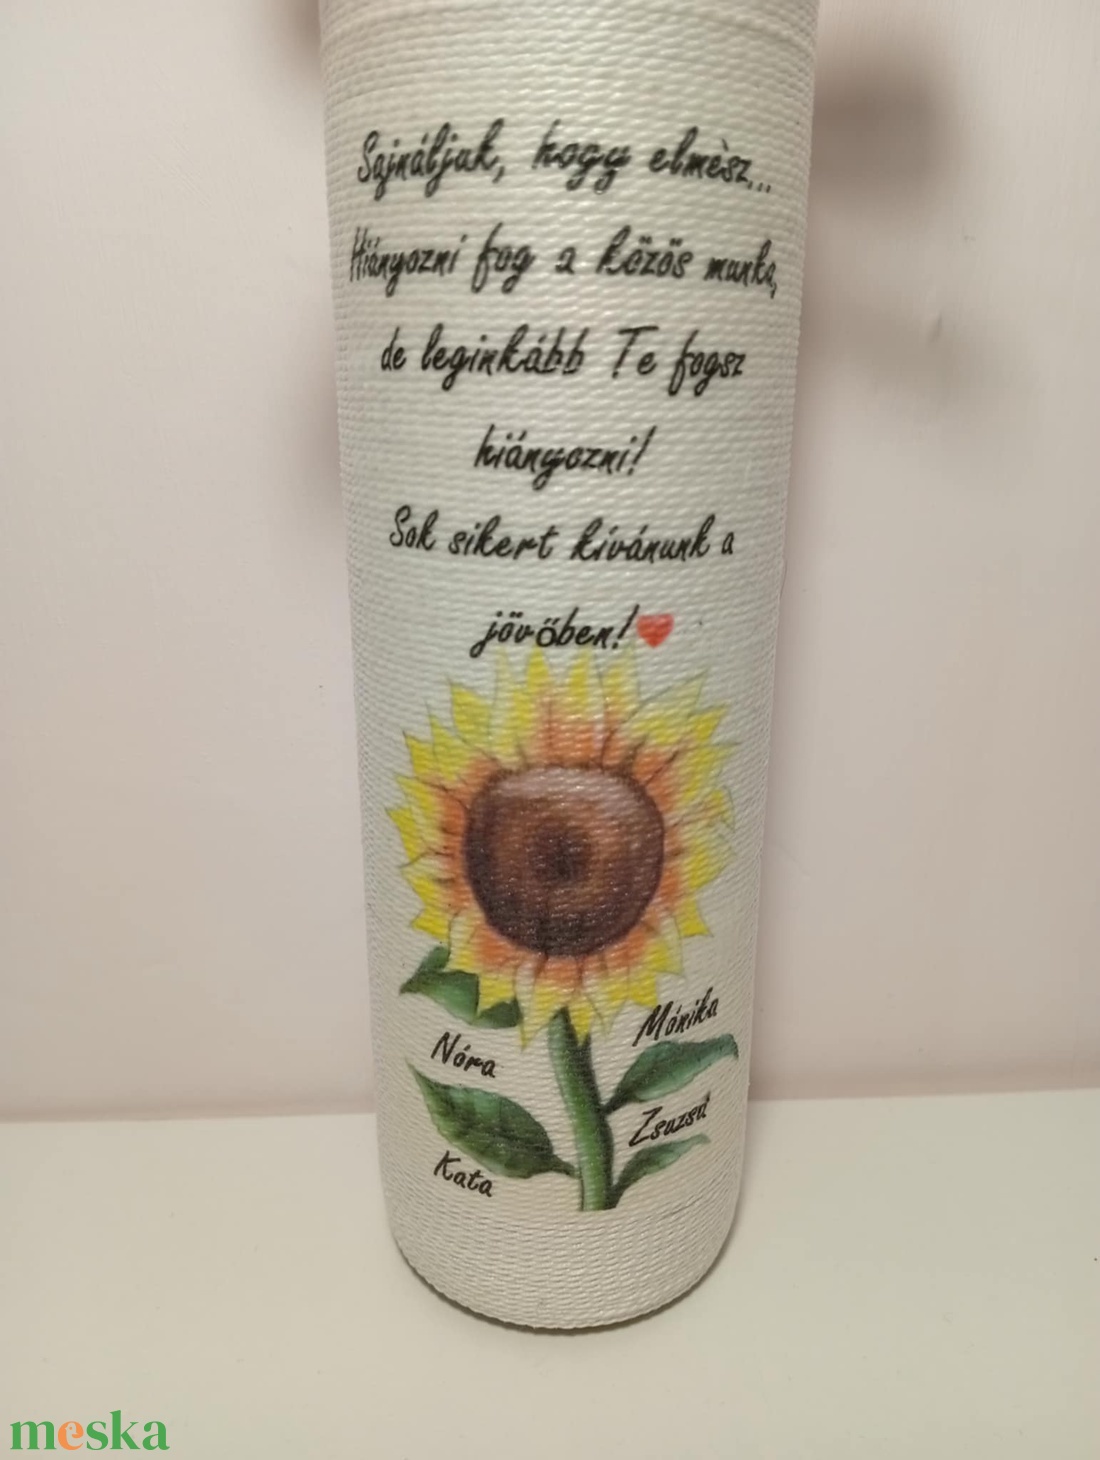 Sajnáljuk, hogy elmèsz...
Hiányozni fog a közös munka,
de leginkább Te fogsz
hiányozni!
Sok sikert kívánunk a
jövőben!❤
Mónika
Nóra
Zsuzsa
Kata
meska